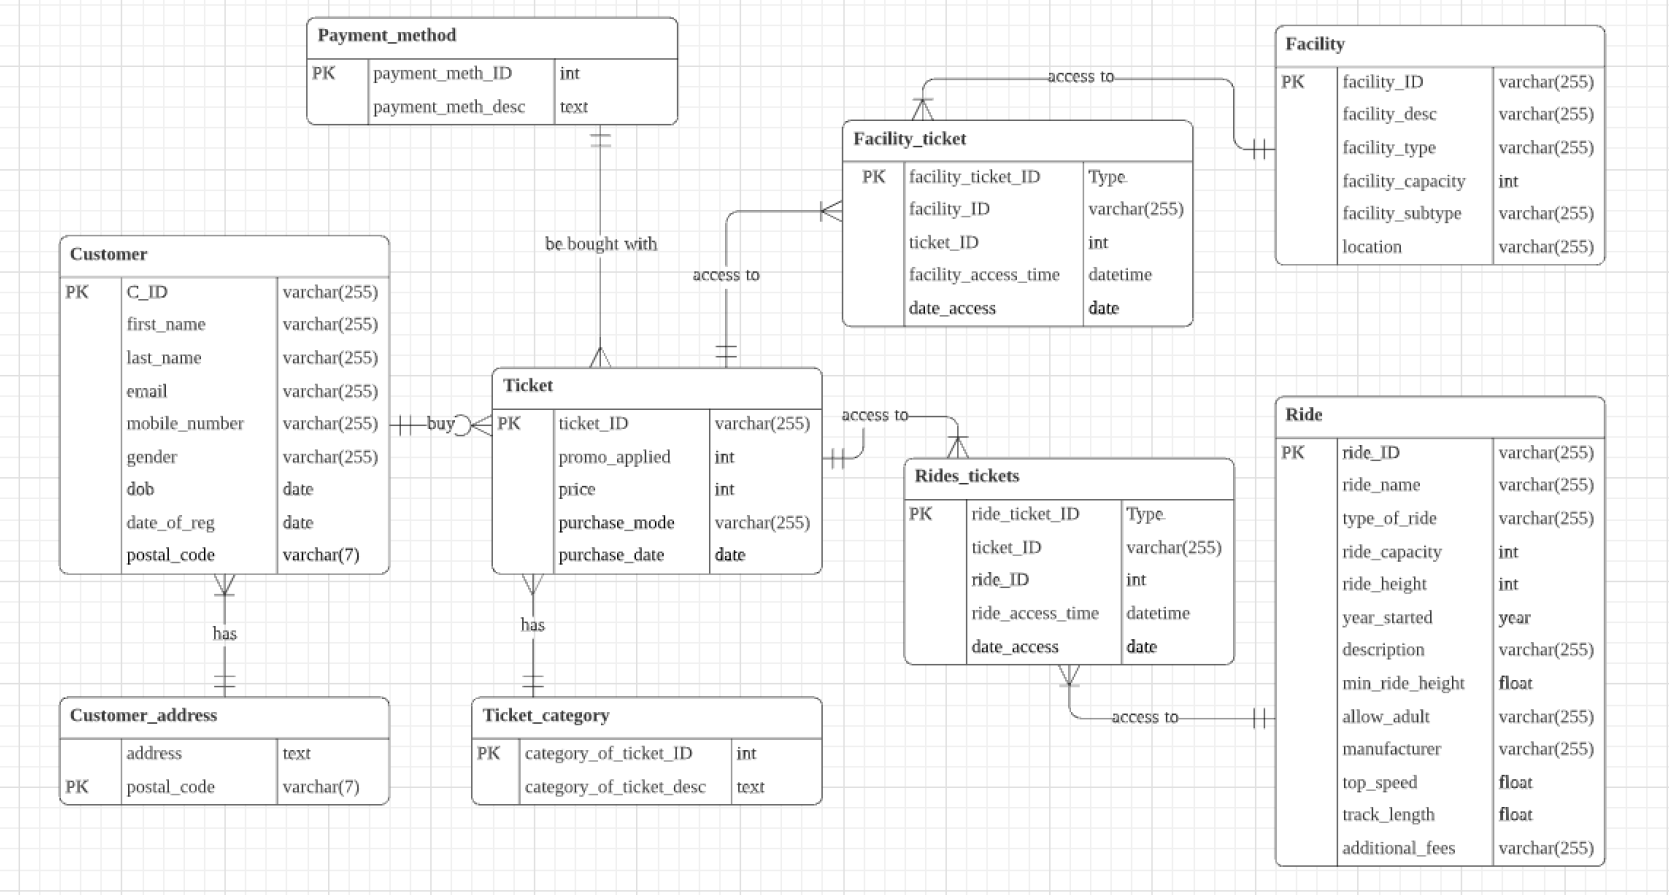 Payment_method
PK payment_meth_ID int
payment_meth_desc text
be bought with
Customer
PK C_ID varchar(255)
first_name varchar(255)
last_name varchar(255)
email varchar(255)
mobile_number varchar(255)
gender varchar(255)
dob date
date_of_reg date
postal_code varchar(7)
buy
has
Customer_address
address text
PK postal_code varchar(7)
Ticket
PK ticket_ID varchar(255)
promo_applied int
price int
purchase_mode varchar(255)
purchase_date date
has
Ticket_category
PK category_of_ticket_ID int
category_of_ticket_desc text
access to
Facility_ticket
PK facility_ticket_ID Type
facility_ID varchar(255)
ticket_ID int
facility_access_time datetime
date_access date
access to
Facility
PK facility_ID varchar(255)
facility_desc varchar(255)
facility_type varchar(255)
facility_capacity int
facility_subtype varchar(255)
location varchar(255)
access to
Rides_tickets
PK ride_ticket_ID Type
ticket_ID varchar(255)
ride_ID int
ride_access_time datetime
date_access date
access to
Ride
PK ride_ID varchar(255)
ride_name varchar(255)
type_of_ride varchar(255)
ride_capacity int
ride_height int
year_started year
description varchar(255)
min_ride_height float
allow_adult varchar(255)
manufacturer varchar(255)
top_speed float
track_length float
additional_fees varchar(255)